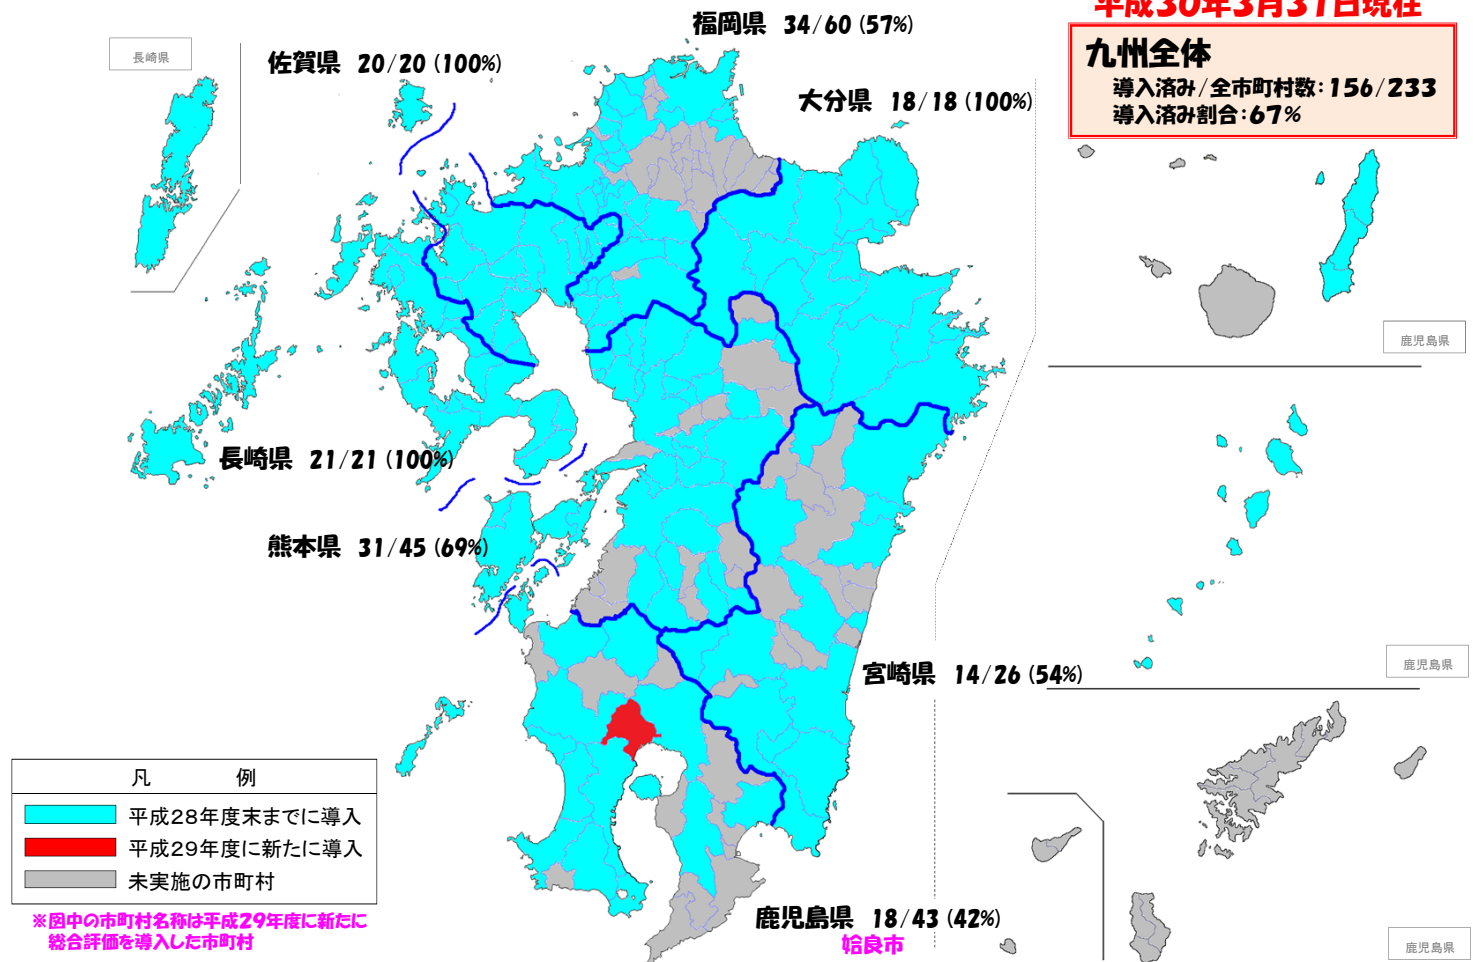 平成30年3月31日現在
九州全体
導入済み/全市町村数：156/233
導入済み割合：67%
福岡県 34/60 (57%)
長崎県
佐賀県 20/20 (100%)
大分県 18/18 (100%)
鹿児島県
長崎県 21/21 (100%)
熊本県 31/45 (69%)
鹿児島県
宮崎県 14/26 (54%)
凡 例
平成28年度末までに導入
平成29年度に新たに導入
未実施の市町村
※図中の市町村名称は平成29年度に新たに
総合評価を導入した市町村
鹿児島県 18/43 (42%)
姶良市
鹿児島県